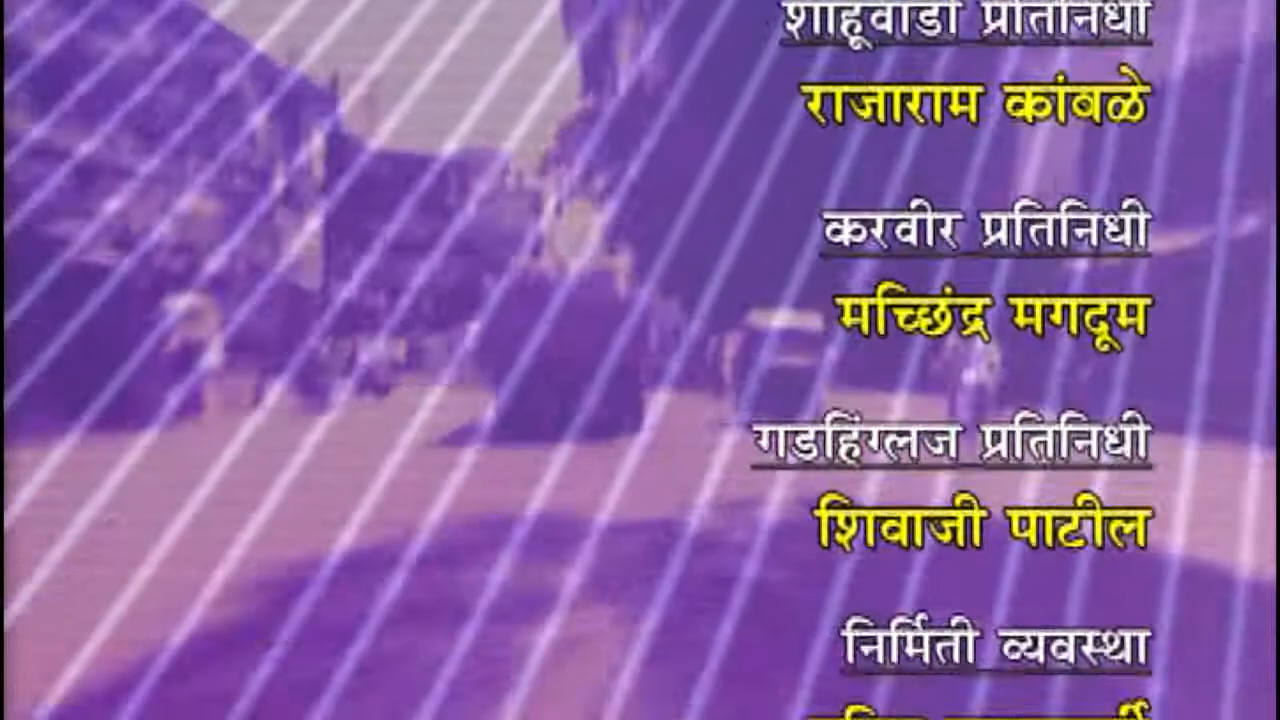 शाहूवाडी प्रतिनिधी
राजाराम कांबळे
करवीर प्रतिनिधी
मच्छिंद्र मगदूम
गडहिंग्लज प्रतिनिधी
शिवाजी पाटील
निर्मिती व्यवस्था